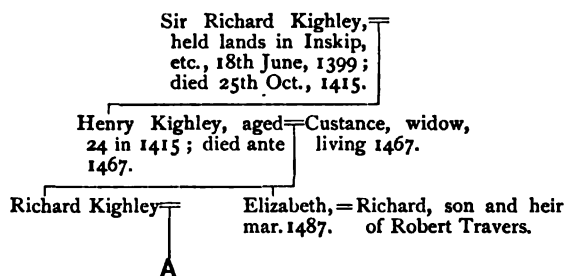 Sir Richard Kighley,=
held lands in Inskip,
etc., 18th June, 1399;
died 25th Oct., 1415.
Henry Kighley, aged=Custance, widow,
24 in 1415; died ante living 1467.
1467.
Richard Kighley= Elizabeth,=Richard, son and heir
mar. 1487. of Robert Travers.
A